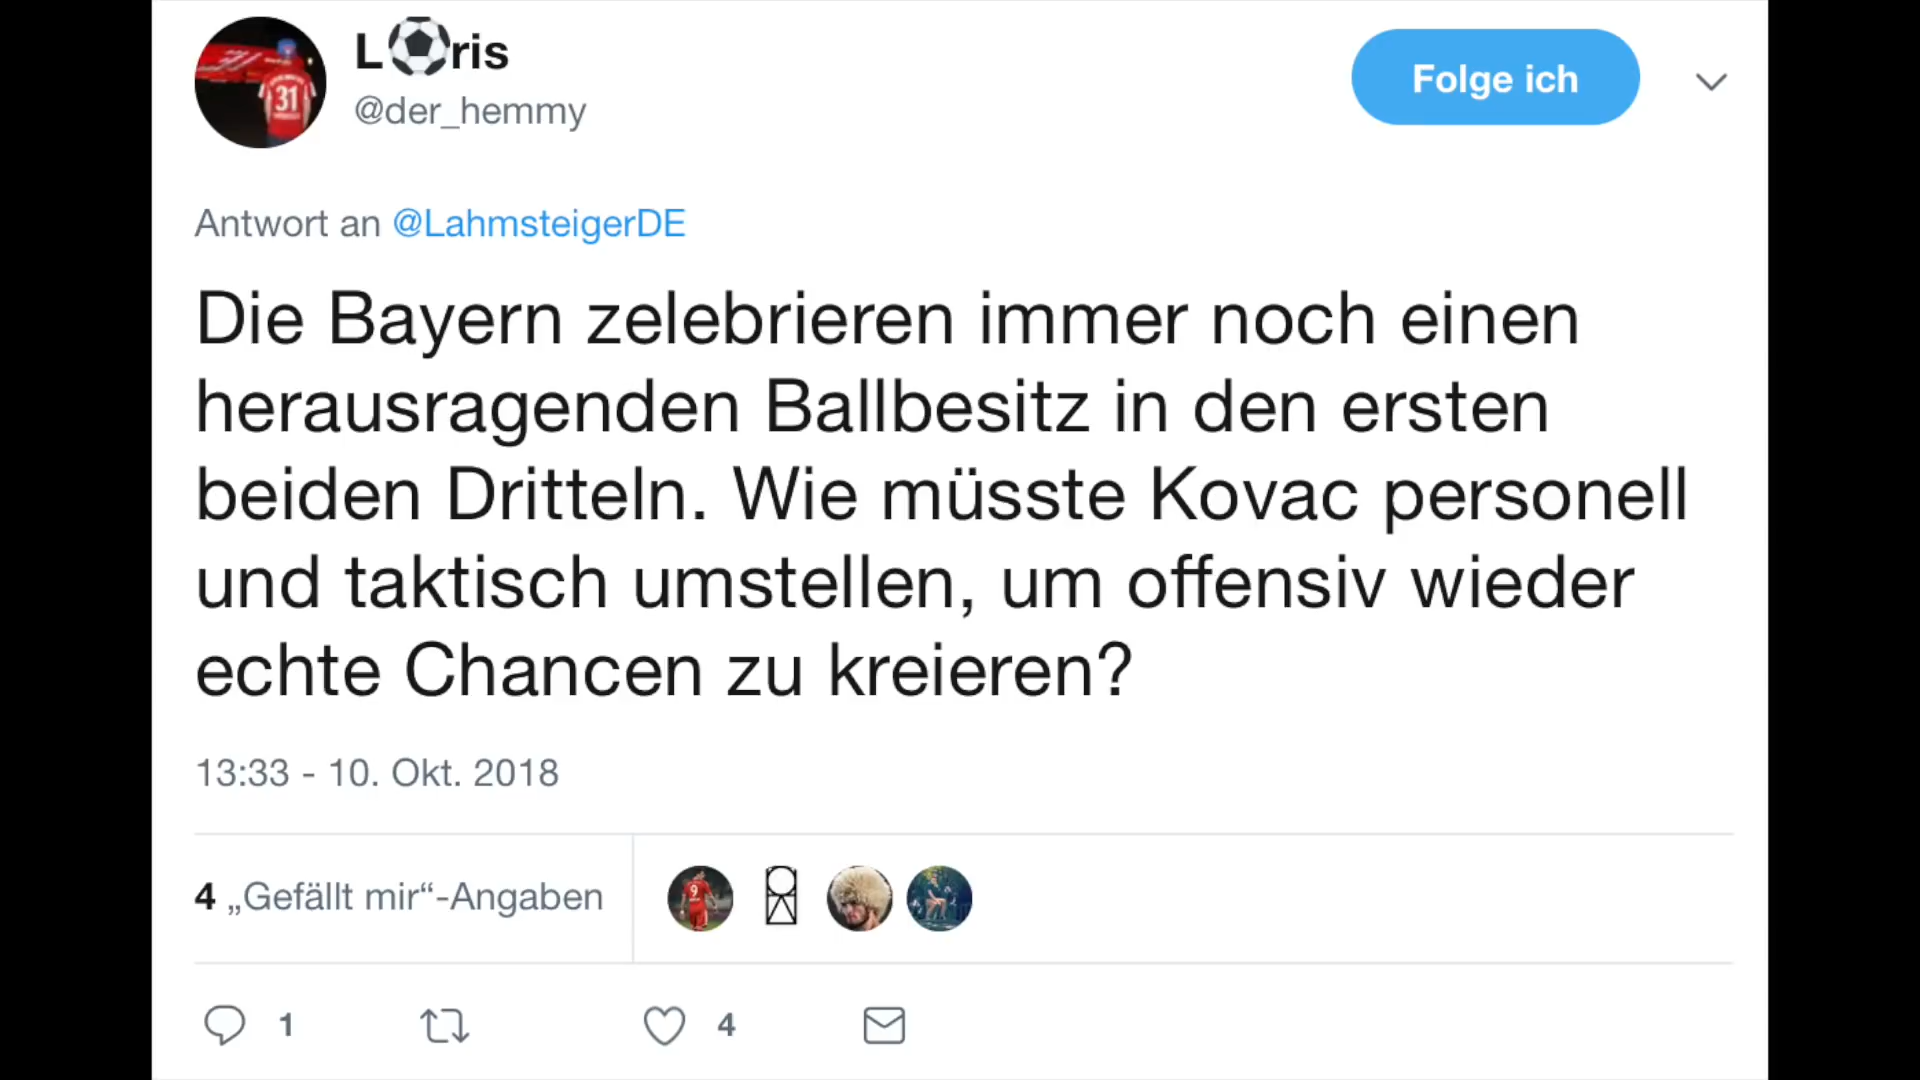 L⚽ris
@der_hemmy
Folge ich
Antwort an @LahmsteigerDE
Die Bayern zelebrieren immer noch einen
herausragenden Ballbesitz in den ersten
beiden Dritteln. Wie müsste Kovac personell
und taktisch umstellen, um offensiv wieder
echte Chancen zu kreieren?
13:33 - 10. Okt. 2018
4 „Gefällt mir“-Angaben
1
4
31
9